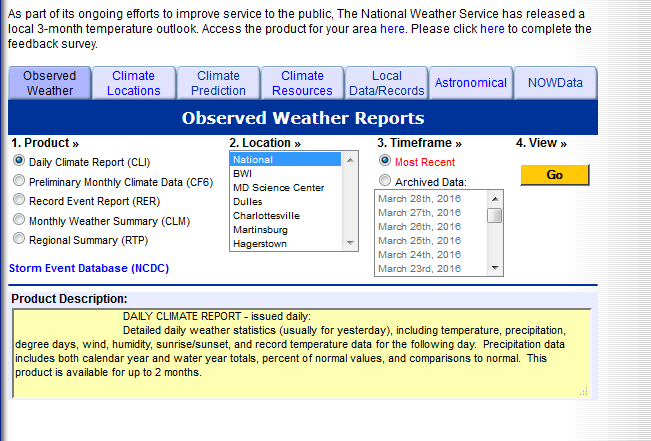 As part of its ongoing efforts to improve service to the public, The National Weather Service has released a
local 3-month temperature outlook. Access the product for your area here. Please click here to complete the
feedback survey.
Observed Weather
Climate Locations
Climate Prediction
Climate Resources
Local Data/Records
Astronomical
NOWData
Observed Weather Reports
1. Product »
Daily Climate Report (CLI)
Preliminary Monthly Climate Data (CF6)
Record Event Report (RER)
Monthly Weather Summary (CLM)
Regional Summary (RTP)
2. Location »
National
BWI
MD Science Center
Dulles
Charlottesville
Martinsburg
Hagerstown
3. Timeframe »
Most Recent
Archived Data:
March 28th, 2016
March 27th, 2016
March 26th, 2016
March 25th, 2016
March 24th, 2016
March 23rd, 2016
4. View »
Go
Storm Event Database (NCDC)
Product Description:
DAILY CLIMATE REPORT - issued daily:
Detailed daily weather statistics (usually for yesterday), including temperature, precipitation,
degree days, wind, humidity, sunrise/sunset, and record temperature data for the following day. Precipitation data
includes both calendar year and water year totals, percent of normal values, and comparisons to normal. This
product is available for up to 2 months.